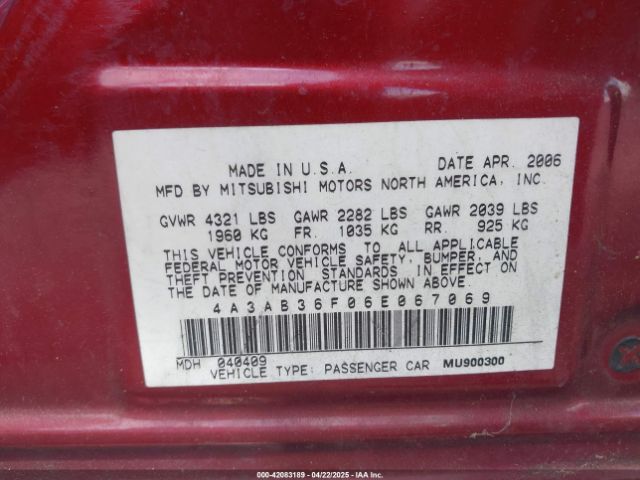 MADE IN U.S.A. DATE APR. 2006
MFD BY MITSUBISHI MOTORS NORTH AMERICA, INC.
GVWR 4321 LBS GAWR 2282 LBS GAWR 2039 LBS
1960 KG FR. 1035 KG RR. 925 KG
THIS VEHICLE CONFORMS TO ALL APPLICABLE
FEDERAL MOTOR VEHICLE SAFETY, BUMPER, AND
THEFT PREVENTION STANDARDS IN EFFECT ON
THE DATE OF MANUFACTURE SHOWN ABOVE.
4A3AB36F06E067069
MDH 040409
VEHICLE TYPE: PASSENGER CAR MU900300
000-42083189 | 04/22/2025 | IAA Inc.